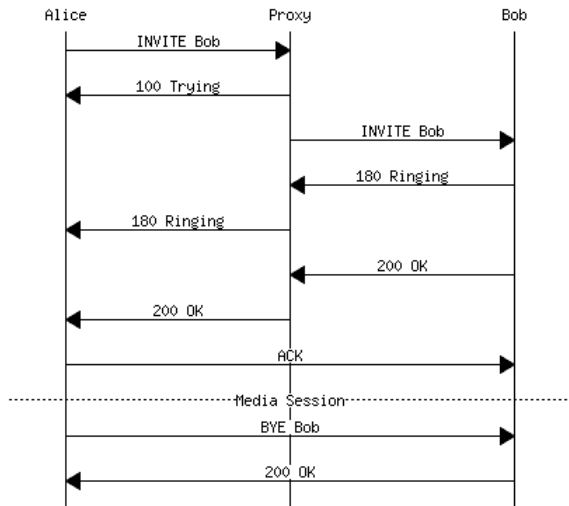 Alice Proxy Bob
INVITE Bob
100 Trying
INVITE Bob
180 Ringing
180 Ringing
200 OK
200 OK
ACK
Media Session
BYE Bob
200 OK